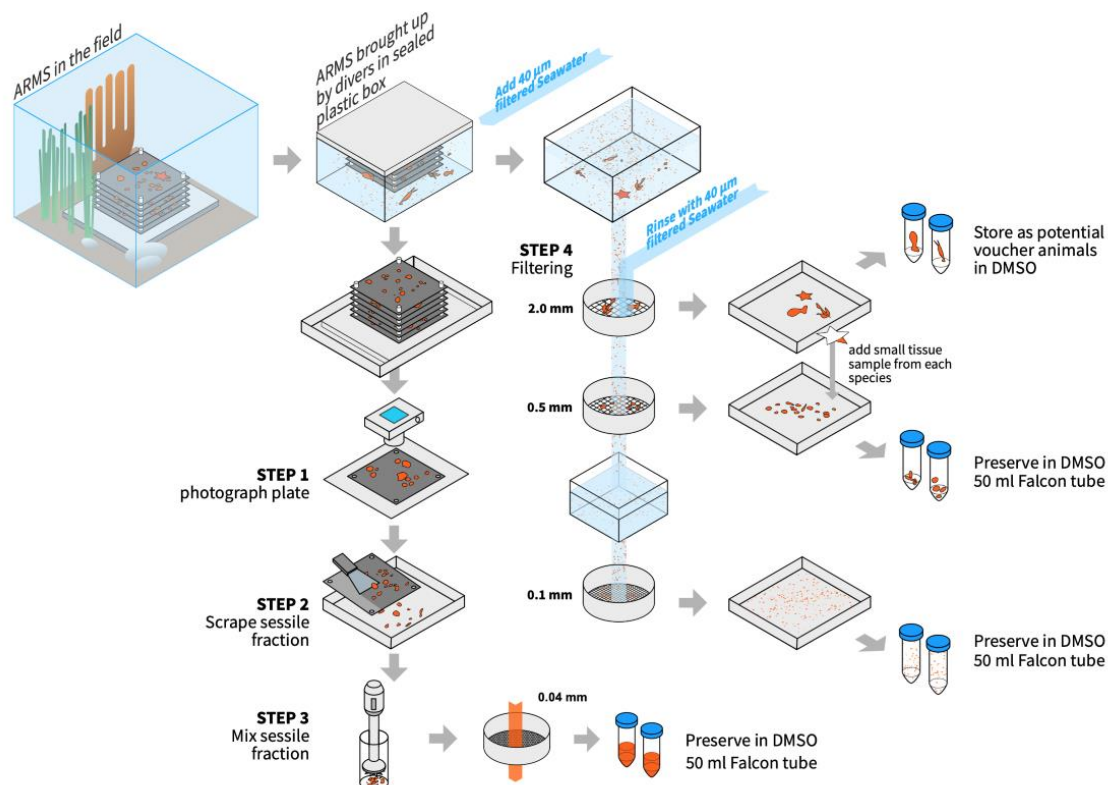 ARMS in the field
ARMS brought up
by divers in sealed
plastic box
Add 40 µm
filtered Seawater
Rinse with 40 µm
filtered Seawater
STEP 4
Filtering
2.0 mm
Store as potential
voucher animals
in DMSO
add small tissue
sample from each
species
0.5 mm
STEP 1
photograph plate
Preserve in DMSO
50 ml Falcon tube
0.1 mm
STEP 2
Scrape sessile
fraction
Preserve in DMSO
50 ml Falcon tube
STEP 3
Mix sessile
fraction
0.04 mm
Preserve in DMSO
50 ml Falcon tube